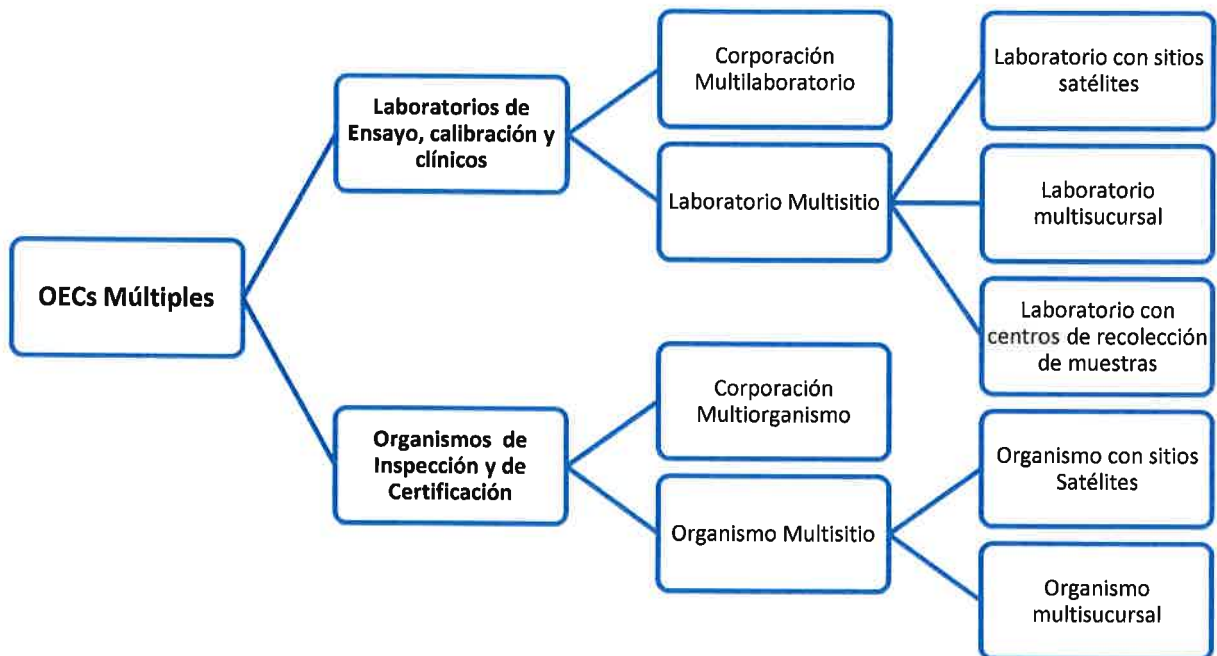 OECs Múltiples
Laboratorios de
Ensayo, calibración y
clínicos
Corporación
Multilaboratorio
Laboratorio Multisitio
Laboratorio con sitios
satélites
Laboratorio
multisucursal
Laboratorio con
centros de recolección
de muestras
Organismos de
Inspección y de
Certificación
Corporación
Multiorganismo
Organismo Multisitio
Organismo con sitios
Satélites
Organismo
multisucursal